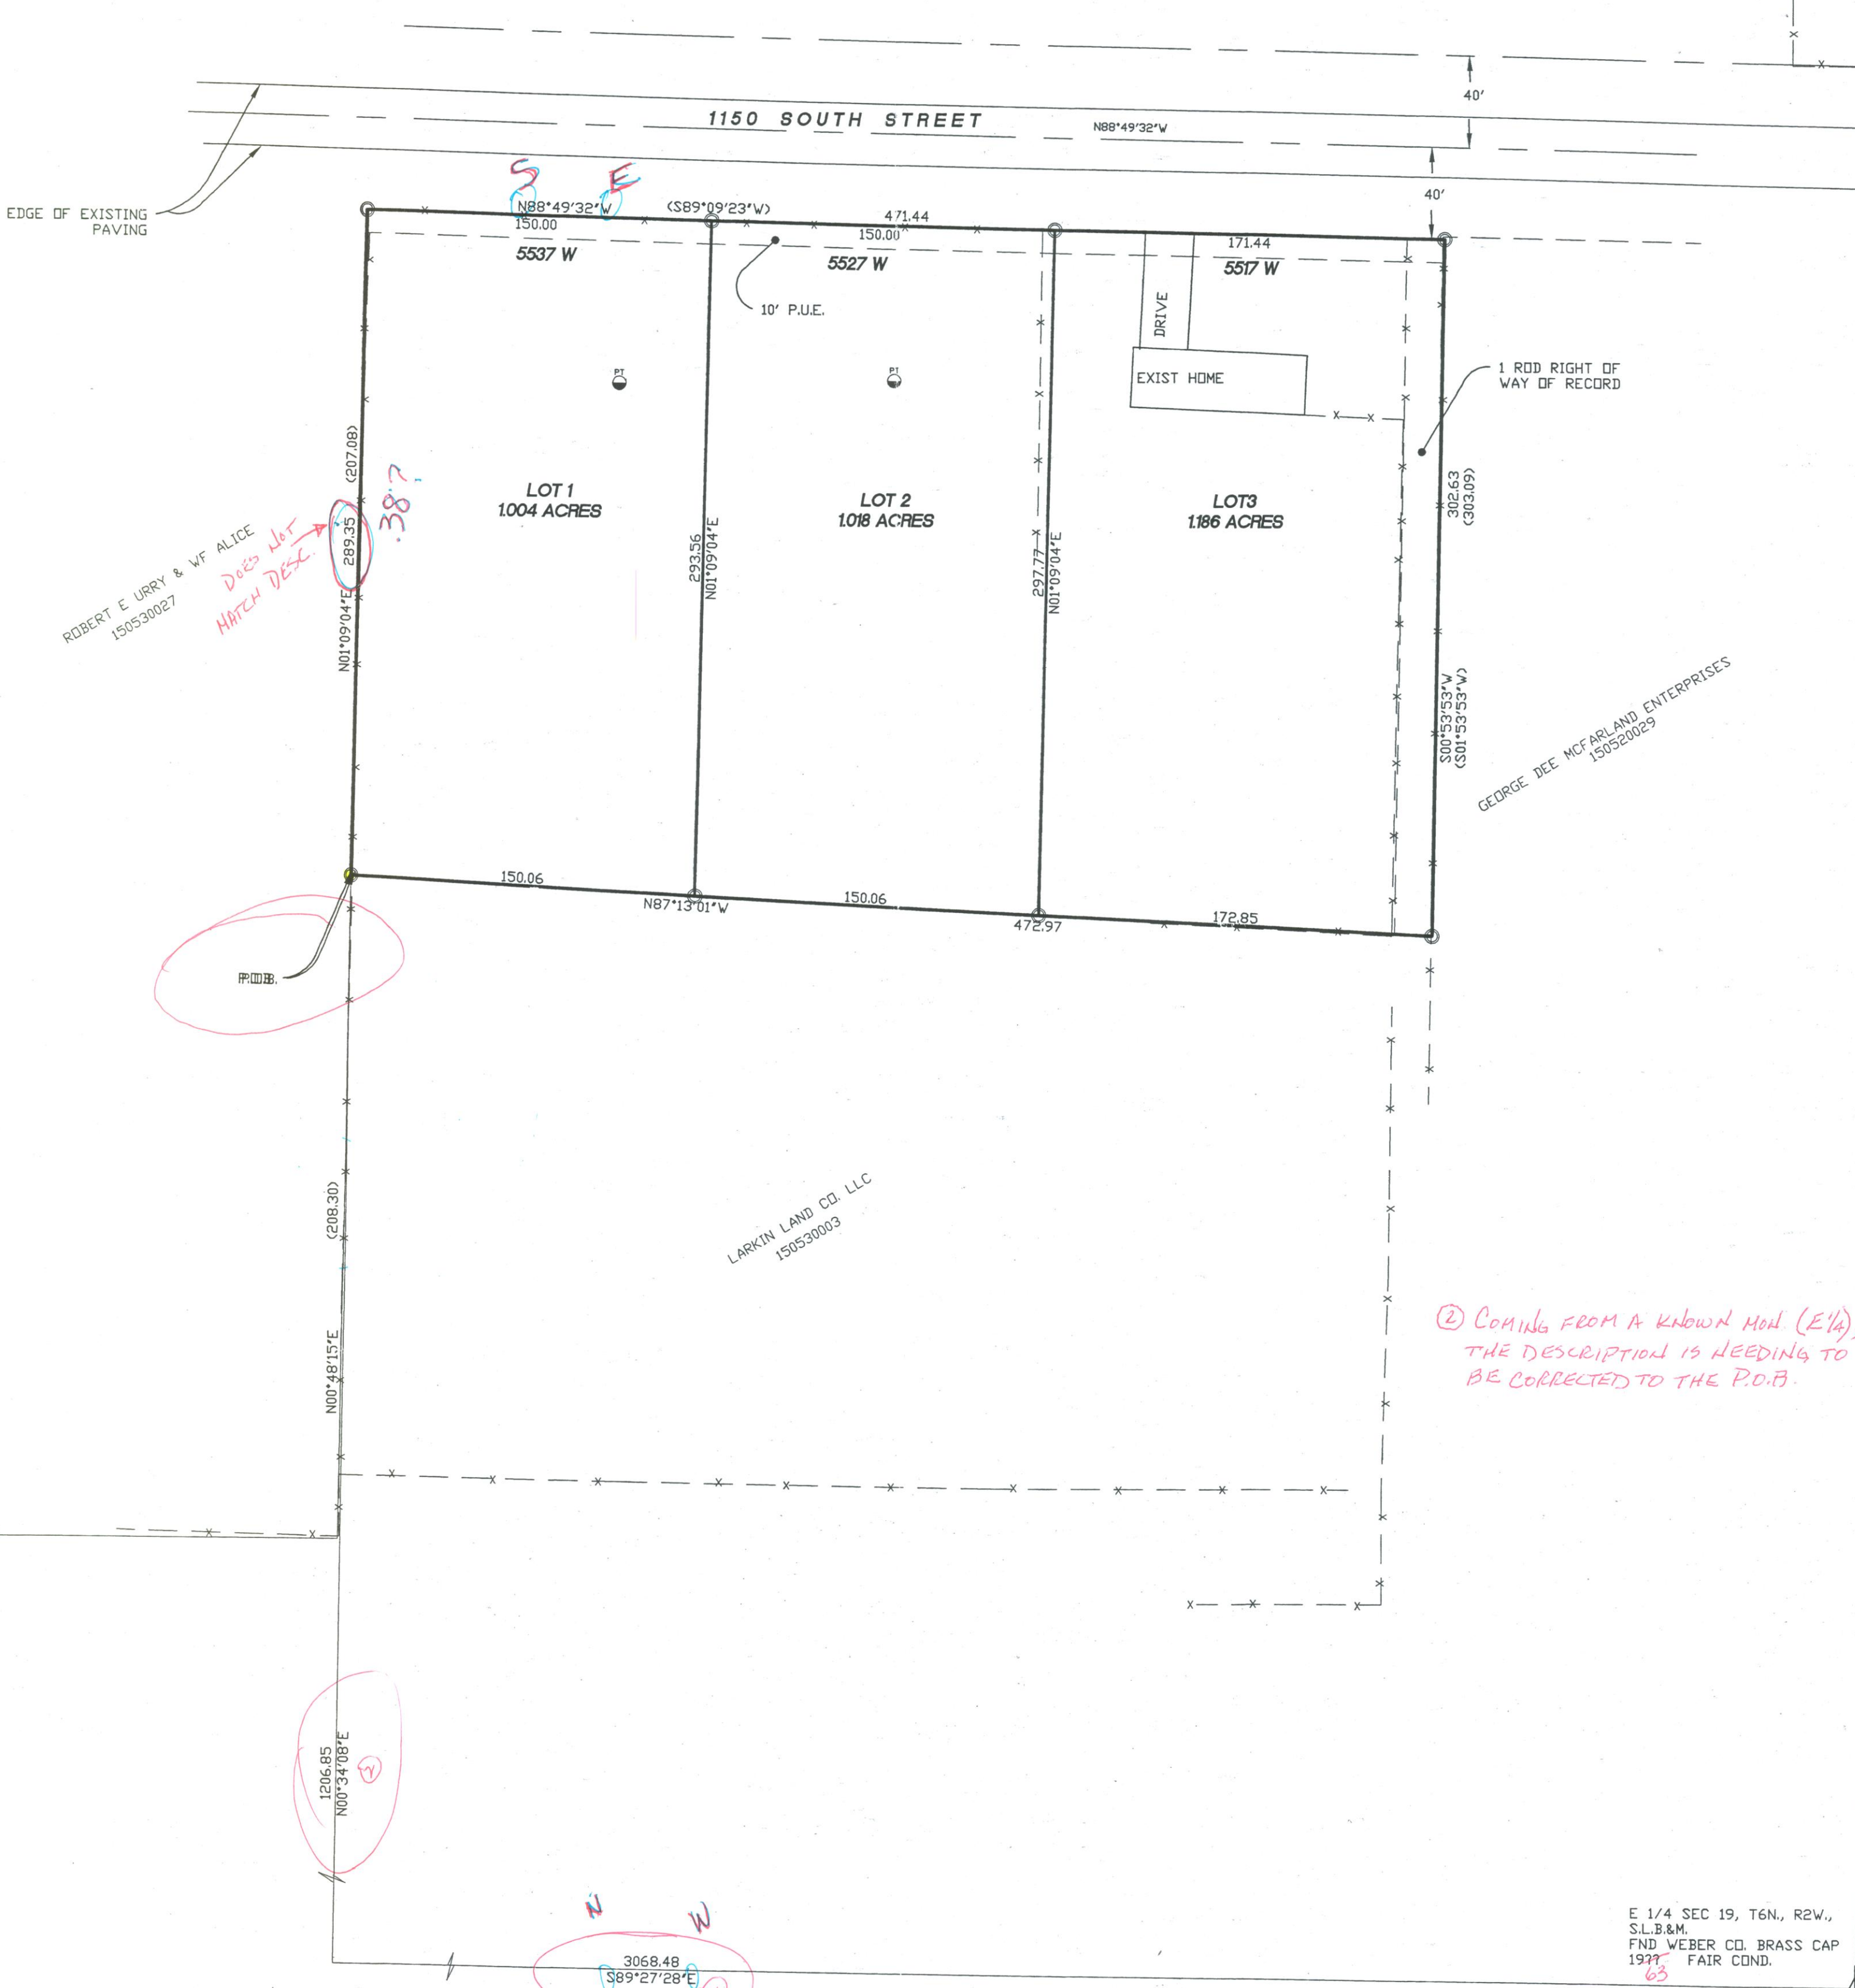 40'
1150 SOUTH STREET
N88°49'32"W
40'
EDGE OF EXISTING
PAVING
S E
N88°49'32"W
(S89°09'23"W)
471.44
150.00
150.00
171.44
5537 W
5527 W
5517 W
10' P.U.E.
DRIVE
EXIST HOME
PT
PT
1 ROD RIGHT OF
WAY OF RECORD
(207.08)
289.35
N01°09'04"E
.38?
DOES NOT
MATCH DESC.
ROBERT E URRY & WF ALICE
150530027
LOT 1
1.004 ACRES
293.56
N01°09'04"E
LOT 2
1.018 ACRES
297.77
N01°09'04"E
LOT3
1.186 ACRES
302.63
(303.09)
S00°53'53"W
(S01°53'53"W)
GEORGE DEE MCFARLAND ENTERPRISES
150520029
150.06
N87°13'01"W
150.06
472.97
172.85
P.O.B.
(208.30)
N00°48'15"E
LARKIN LAND CO. LLC
150530003
② COMING FROM A KNOWN MON. (E¼),
THE DESCRIPTION IS NEEDING TO
BE CORRECTED TO THE P.O.B.
1206.85
N00°34'08"E
②
N W
3068.48
S89°27'28"E
E 1/4 SEC 19, T6N., R2W.,
S.L.B.&M.
FND WEBER CO. BRASS CAP
19?? FAIR COND.
63